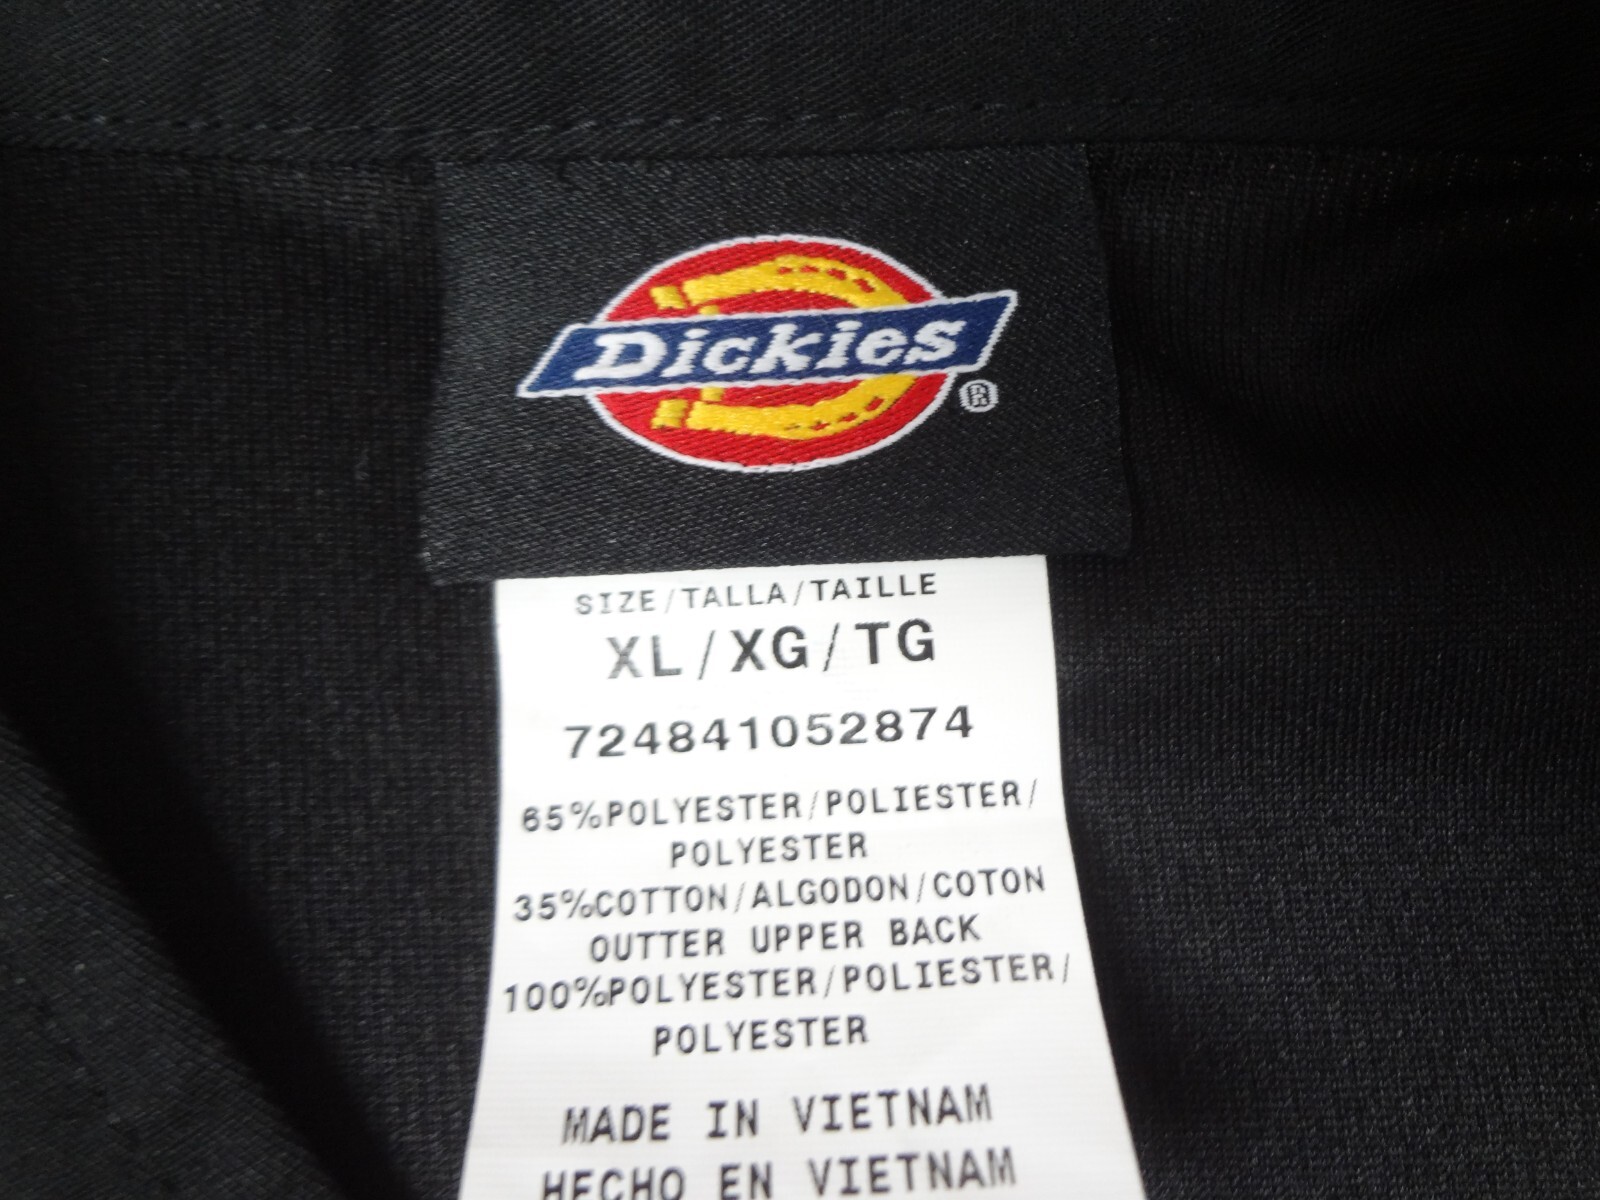 Dickies
®
SIZE/TALLA/TAILLE
XL/XG/TG
724841052874
65%POLYESTER/POLIESTER/
POLYESTER
35%COTTON/ALGODON/COTON
OUTTER UPPER BACK
100%POLYESTER/POLIESTER/
POLYESTER
MADE IN VIETNAM
HECHO EN VIETNAM